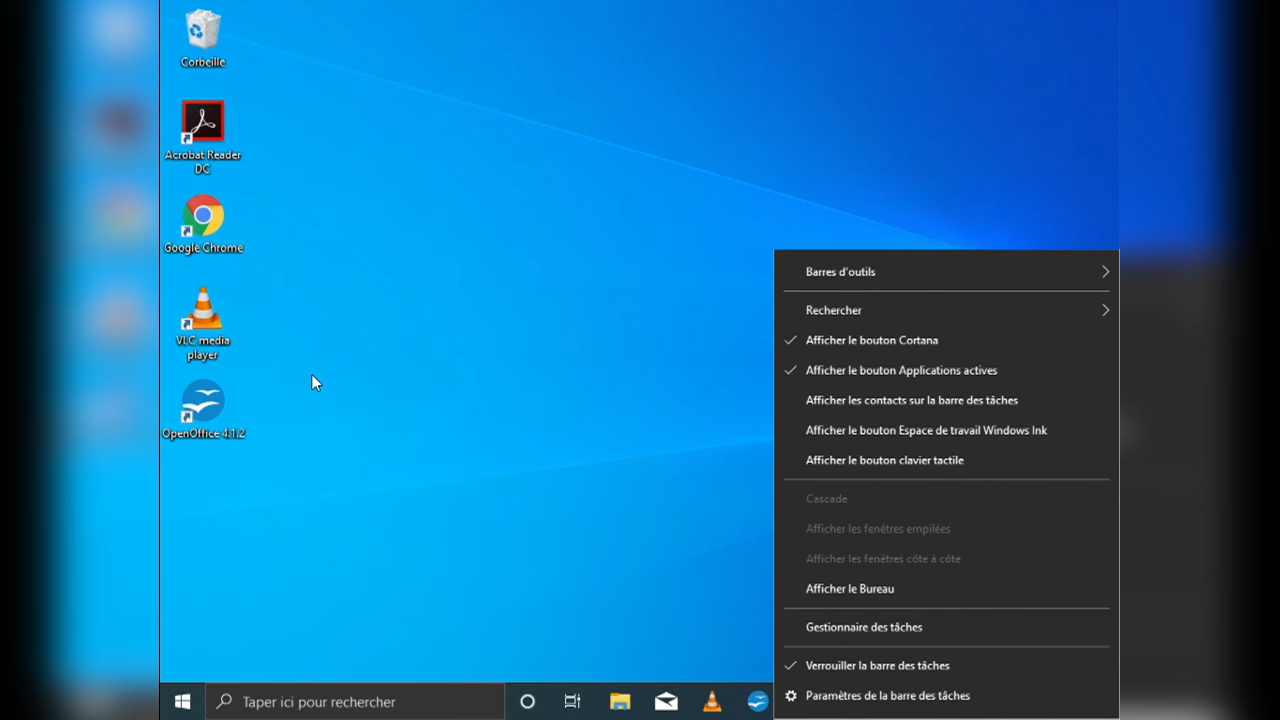 Corbeille
Acrobat Reader
DC
Google Chrome
VLC media
player
OpenOffice 4.1.2
Barres d'outils
Rechercher
Afficher le bouton Cortana
Afficher le bouton Applications actives
Afficher les contacts sur la barre des tâches
Afficher le bouton Espace de travail Windows Ink
Afficher le bouton clavier tactile
Cascade
Afficher les fenêtres empilées
Afficher les fenêtres côte à côte
Afficher le Bureau
Gestionnaire des tâches
Verrouiller la barre des tâches
Paramètres de la barre des tâches
Taper ici pour rechercher